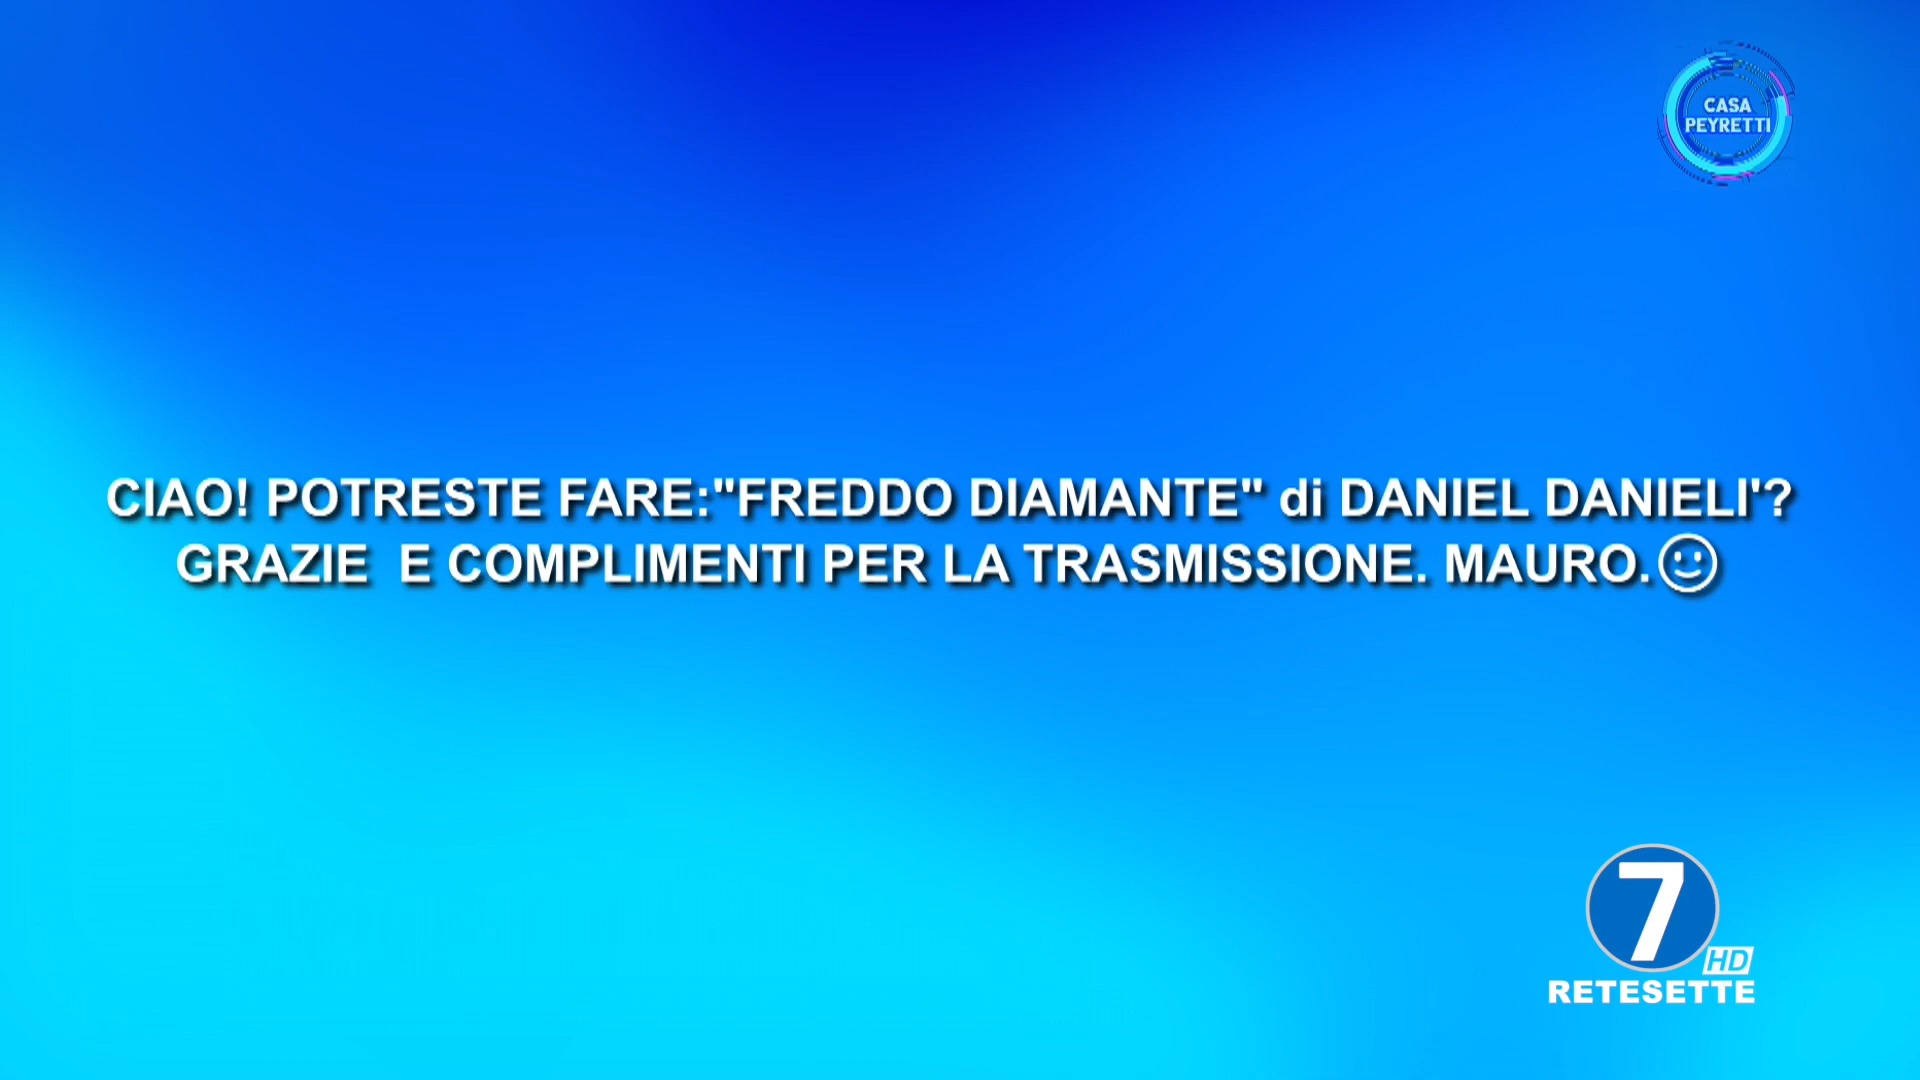 CASA
PEYRETTI
CIAO! POTRESTE FARE:"FREDDO DIAMANTE" di DANIEL DANIELI'?
GRAZIE  E COMPLIMENTI PER LA TRASMISSIONE. MAURO.☺
7
HD
RETESETTE